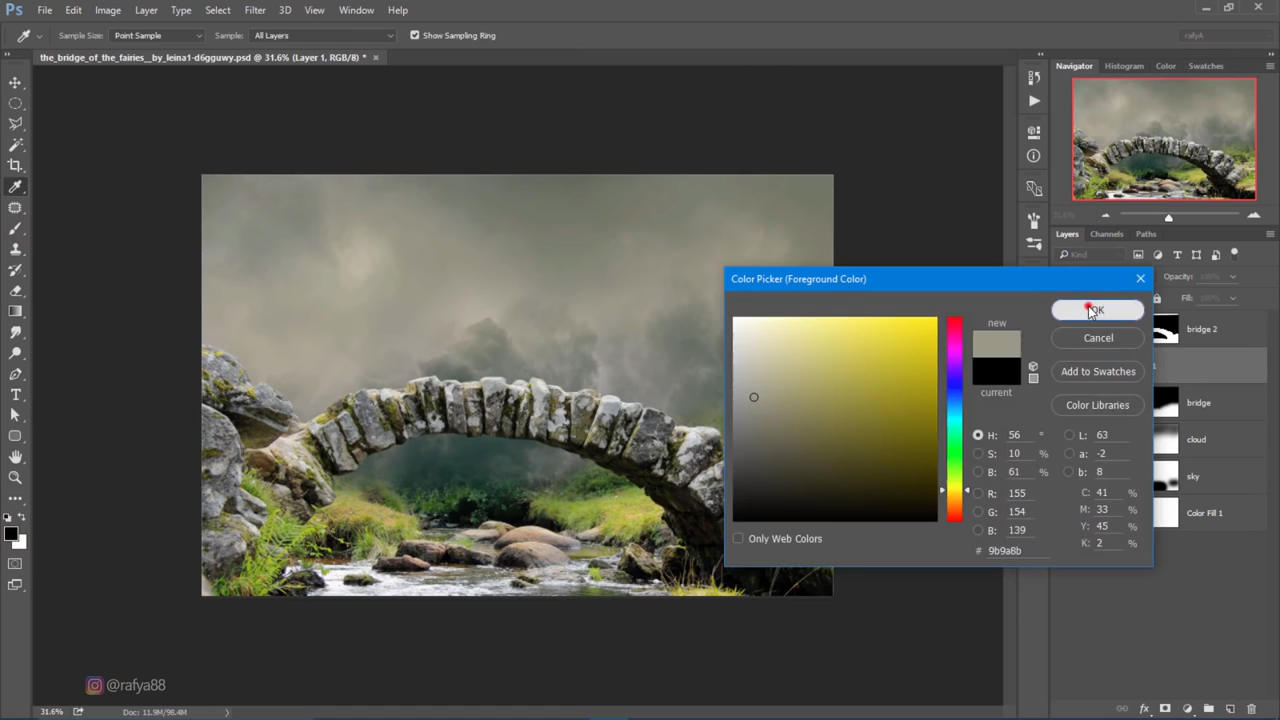 Ps File Edit Image Layer Type Select Filter 3D View Window Help
Sample Size: Point Sample Sample: All Layers Show Sampling Ring
rafyA
the_bridge_of_the_fairies__by_leina1-d6gguwy.psd @ 31.6% (Layer 1, RGB/8) * ×
Navigator Histogram Color Swatches
31.6%
Layers Channels Paths
Kind
Opacity: 100%
Fill: 100%
bridge 2
1
bridge
cloud
sky
Color Fill 1
Color Picker (Foreground Color)
new
current
OK
Cancel
Add to Swatches
Color Libraries
H: 56 °
S: 10 %
B: 61 %
R: 155
G: 154
B: 139
# 9b9a8b
L: 63
a: -2
b: 8
C: 41 %
M: 33 %
Y: 45 %
K: 2 %
Only Web Colors
@rafya88
31.6% Doc: 11.9M/98.4M